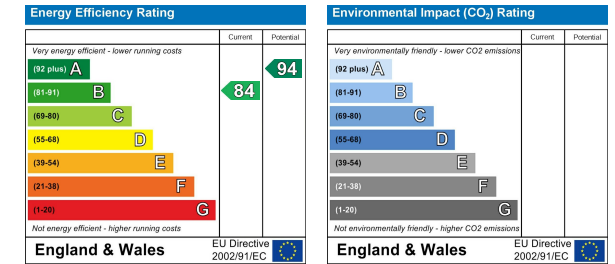 Energy Efficiency Rating
Current Potential
Very energy efficient - lower running costs
(92 plus) A
94
(81-91) B
84
(69-80) C
(55-68) D
(39-54) E
(21-38) F
(1-20) G
Not energy efficient - higher running costs
England & Wales
EU Directive
2002/91/EC
Environmental Impact (CO₂) Rating
Current Potential
Very environmentally friendly - lower CO2 emissions
(92 plus) A
(81-91) B
(69-80) C
(55-68) D
(39-54) E
(21-38) F
(1-20) G
Not environmentally friendly - higher CO2 emissions
England & Wales
EU Directive
2002/91/EC